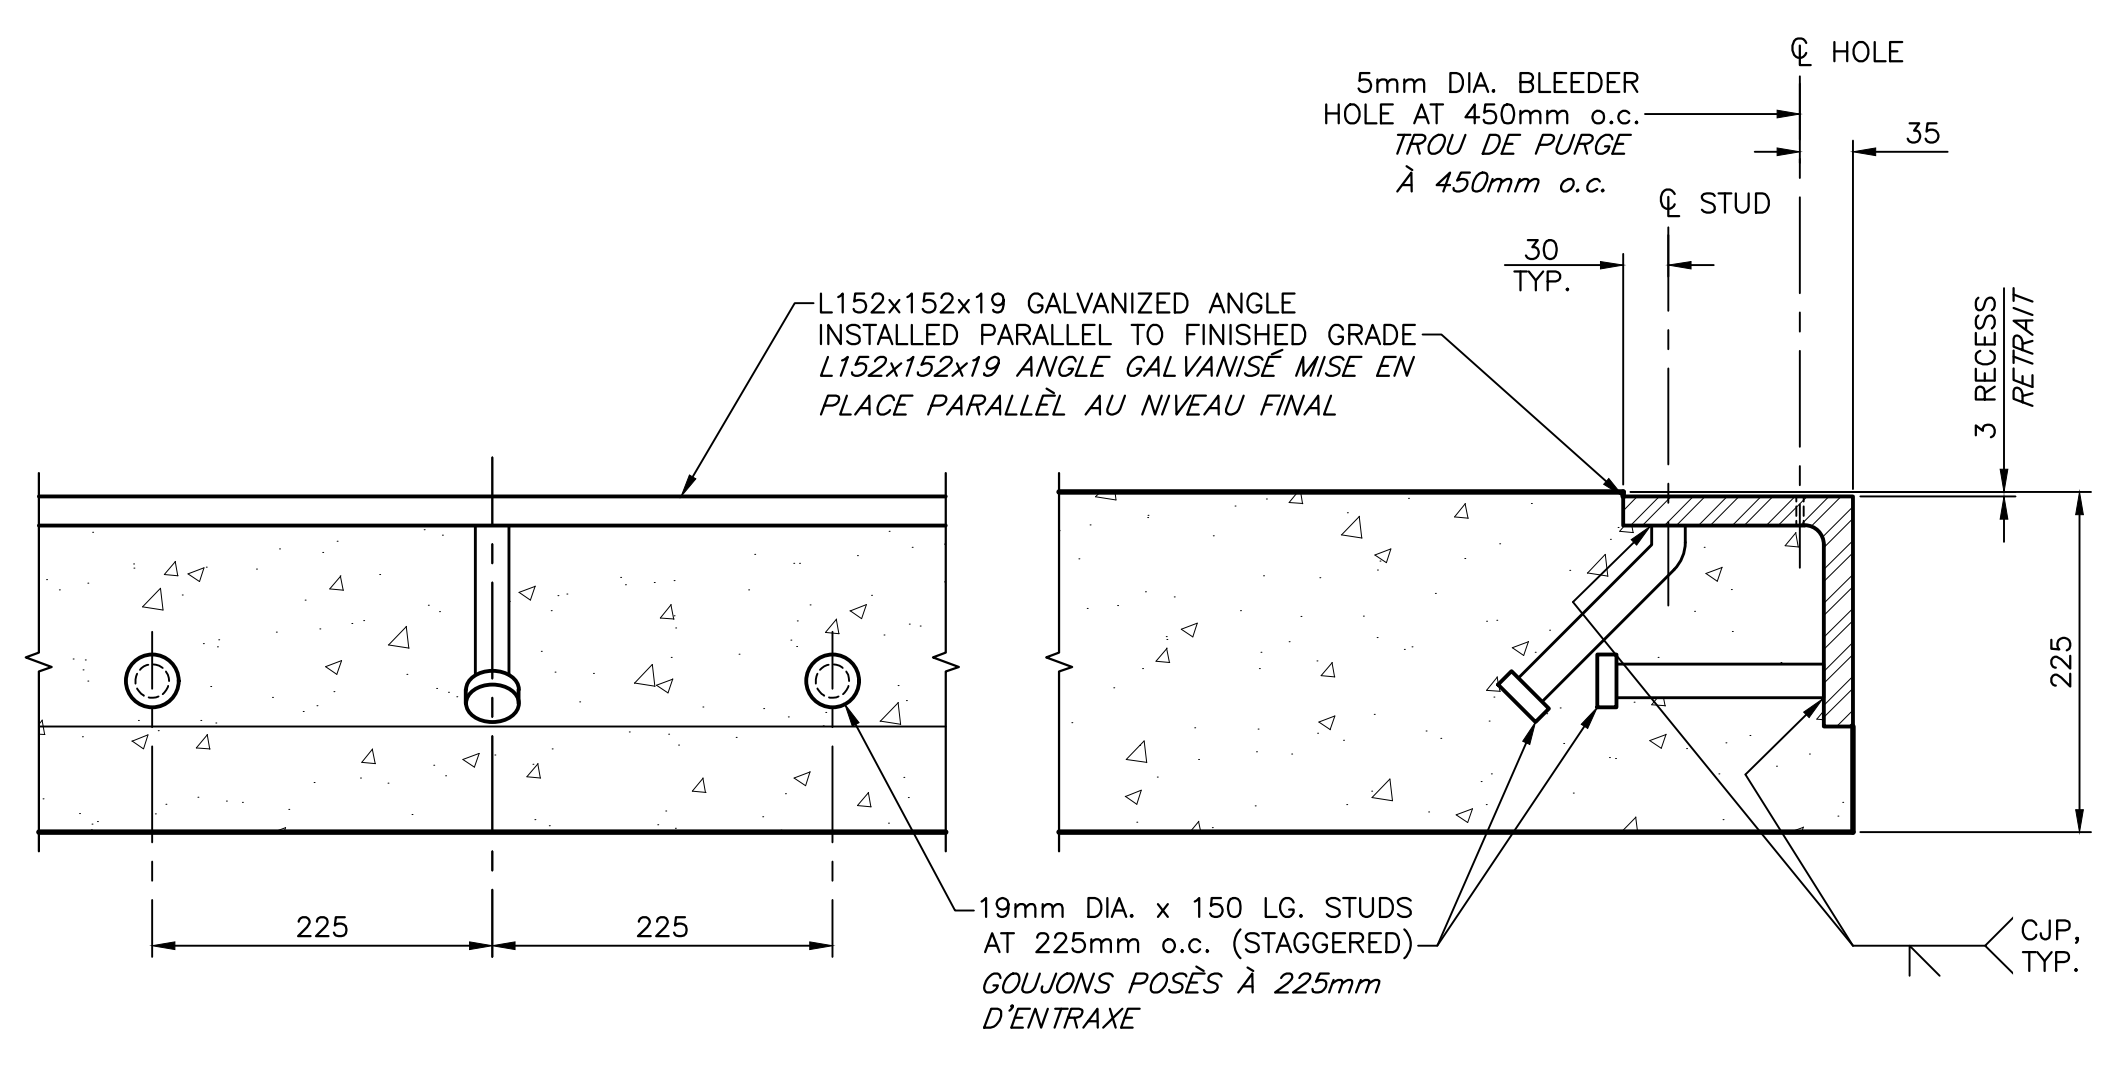 ℄ HOLE
5mm DIA. BLEEDER
HOLE AT 450mm o.c.
TROU DE PURGE
À 450mm o.c.
35
℄ STUD
30
TYP.
L152x152x19 GALVANIZED ANGLE
INSTALLED PARALLEL TO FINISHED GRADE
L152x152x19 ANGLE GALVANISÉ MISE EN
PLACE PARALLÈL AU NIVEAU FINAL
3 RECESS
RETRAIT
225
225
225
19mm DIA. x 150 LG. STUDS
AT 225mm o.c. (STAGGERED)
GOUJONS POSÈS À 225mm
D'ENTRAXE
CJP,
TYP.